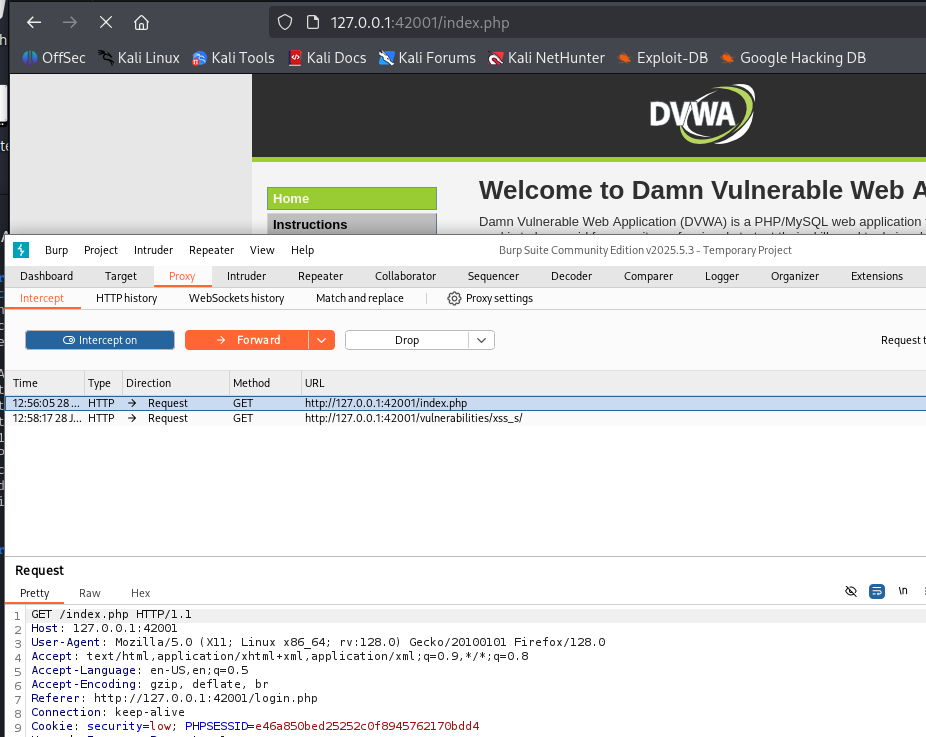 127.0.0.1:42001/index.php
OffSec Kali Linux Kali Tools Kali Docs Kali Forums Kali NetHunter Exploit-DB Google Hacking DB
DVWA
Home
Instructions
Welcome to Damn Vulnerable Web A
Damn Vulnerable Web Application (DVWA) is a PHP/MySQL web application
Burp Project Intruder Repeater View Help Burp Suite Community Edition v2025.5.3 - Temporary Project
Dashboard Target Proxy Intruder Repeater Collaborator Sequencer Decoder Comparer Logger Organizer Extensions
Intercept HTTP history WebSockets history Match and replace Proxy settings
Intercept on Forward Drop Request t
Time Type Direction Method URL
12:56:05 28 ... HTTP → Request GET http://127.0.0.1:42001/index.php
12:58:17 28 J... HTTP → Request GET http://127.0.0.1:42001/vulnerabilities/xss_s/
Request
Pretty Raw Hex \n
1 GET /index.php HTTP/1.1
2 Host: 127.0.0.1:42001
3 User-Agent: Mozilla/5.0 (X11; Linux x86_64; rv:128.0) Gecko/20100101 Firefox/128.0
4 Accept: text/html,application/xhtml+xml,application/xml;q=0.9,*/*;q=0.8
5 Accept-Language: en-US,en;q=0.5
6 Accept-Encoding: gzip, deflate, br
7 Referer: http://127.0.0.1:42001/login.php
8 Connection: keep-alive
9 Cookie: security=low; PHPSESSID=e46a850bed25252c0f8945762170bdd4